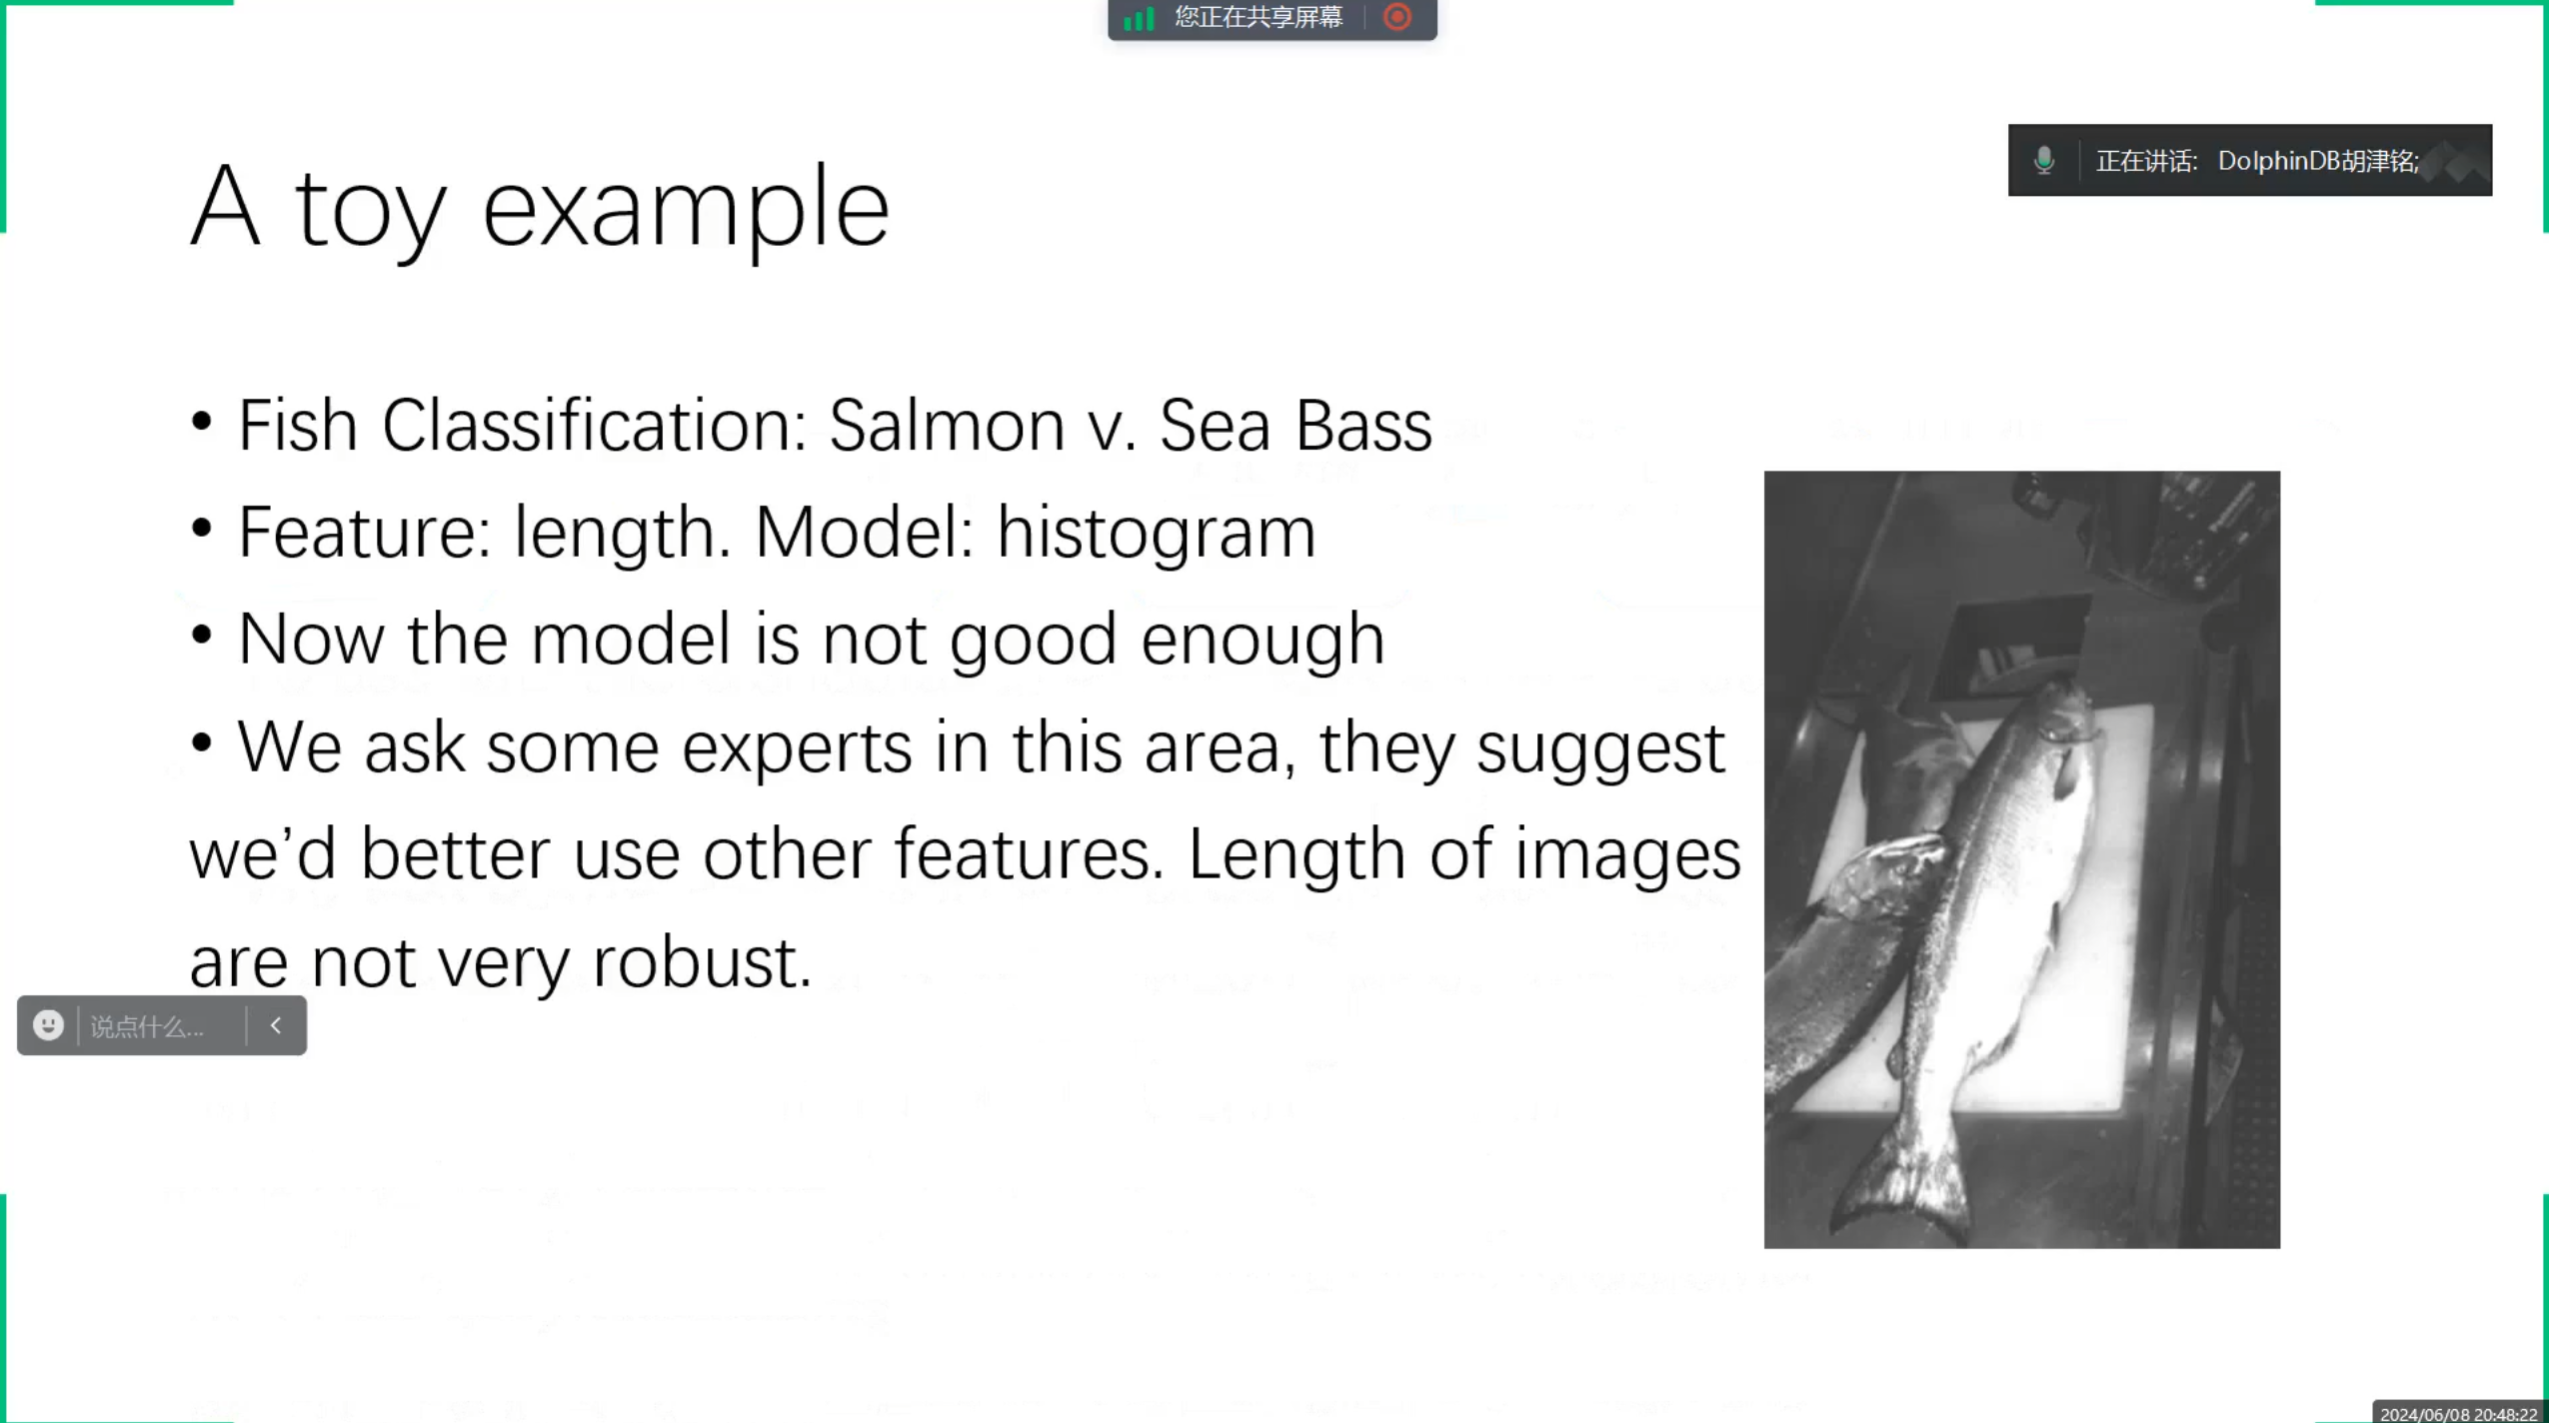 您正在共享屏幕
正在讲话: DolphinDB胡津铭;
A toy example
• Fish Classification: Salmon v. Sea Bass
• Feature: length. Model: histogram
• Now the model is not good enough
• We ask some experts in this area, they suggest
we’d better use other features. Length of images
are not very robust.
说点什么...
2024/06/08 20:48:22